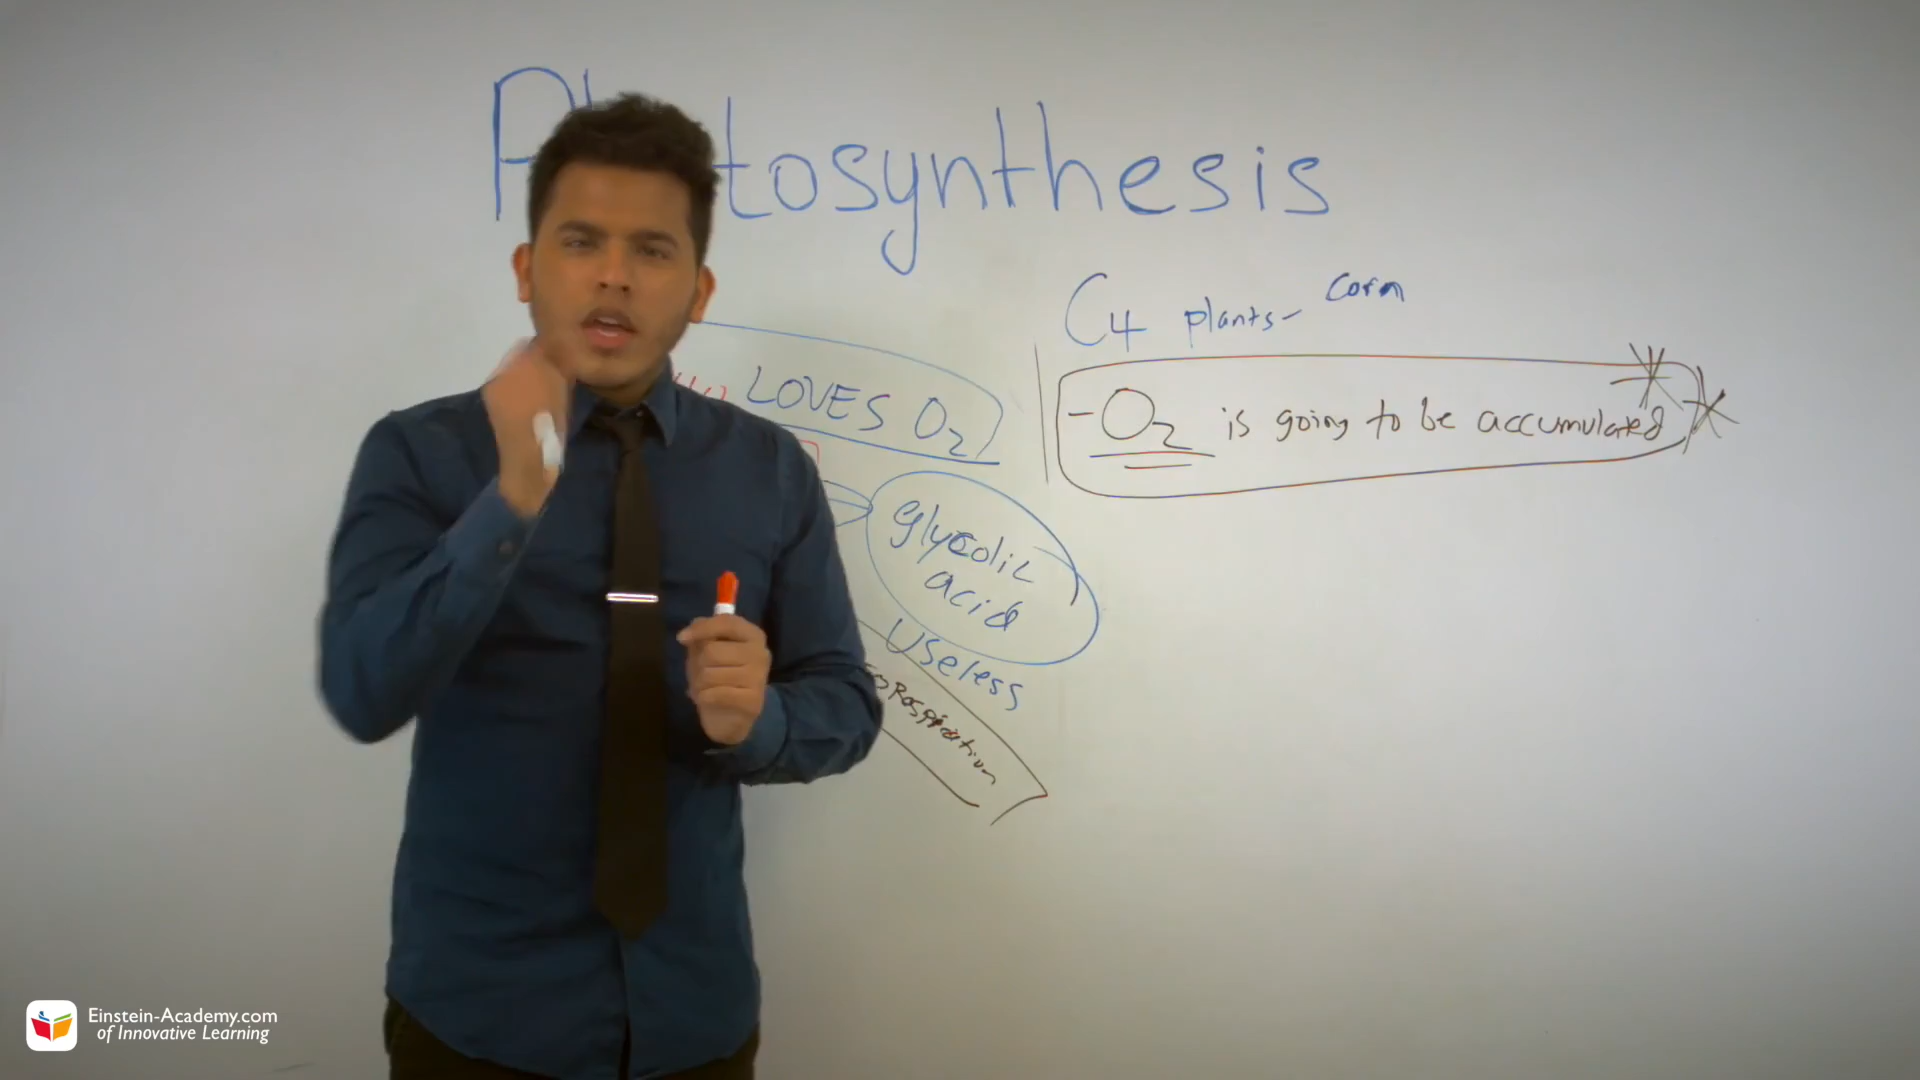 Photosynthesis
C4 plants- corn
LOVES O2
-O2 is going to be accumulated
glycolic
acid
Useless
Einstein-Academy.com
of Innovative Learning